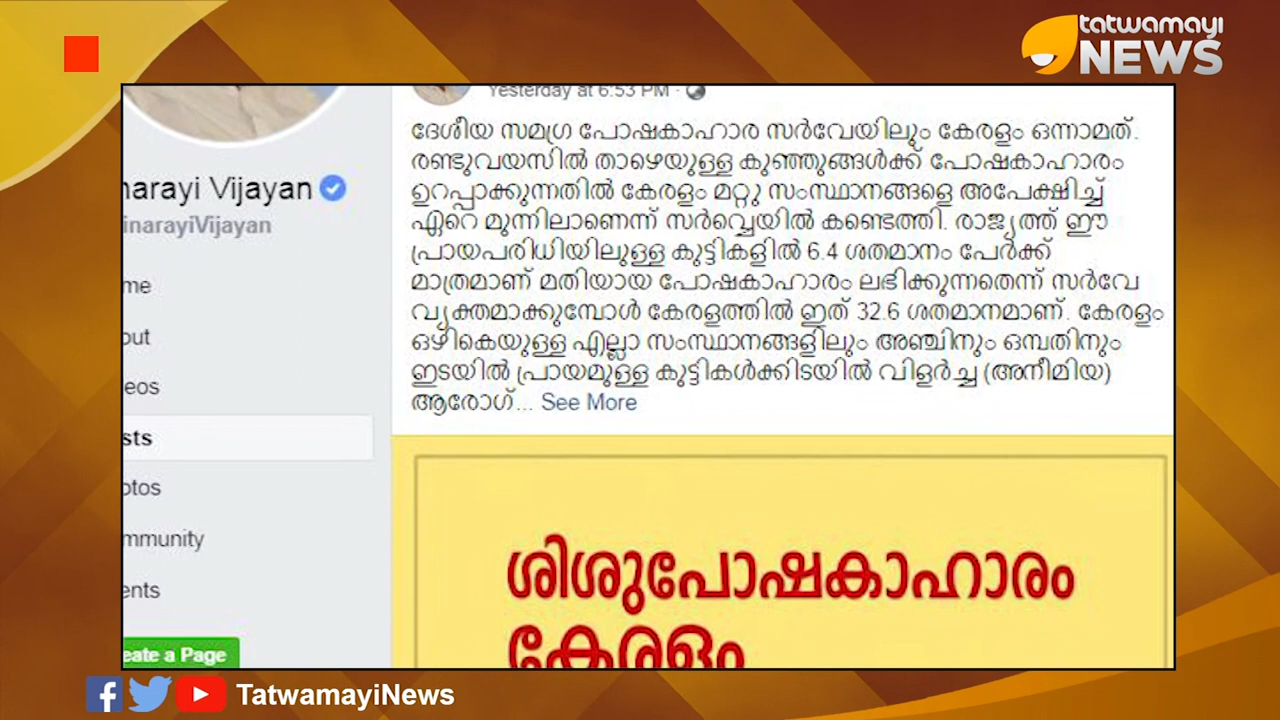 tatwamayi
NEWS
Yesterday at 6:53 PM ·
ദേശീയ സമഗ്ര പോഷകാഹാര സർവേയിലും കേരളം ഒന്നാമത്.
രണ്ടുവയസിൽ താഴെയുള്ള കുഞ്ഞുങ്ങൾക്ക് പോഷകാഹാരം
ഉറപ്പാക്കുന്നതിൽ കേരളം മറ്റു സംസ്ഥാനങ്ങളെ അപേക്ഷിച്ച്
ഏറെ മുന്നിലാണെന്ന് സർവ്വെയിൽ കണ്ടെത്തി. രാജ്യത്ത് ഈ
പ്രായപരിധിയിലുള്ള കുട്ടികളിൽ 6.4 ശതമാനം പേർക്ക്
മാത്രമാണ് മതിയായ പോഷകാഹാരം ലഭിക്കുന്നതെന്ന് സർവേ
വ്യക്തമാക്കുമ്പോൾ കേരളത്തിൽ ഇത് 32.6 ശതമാനമാണ്. കേരളം
ഒഴികെയുള്ള എല്ലാ സംസ്ഥാനങ്ങളിലും അഞ്ചിനും ഒമ്പതിനും
ഇടയിൽ പ്രായമുള്ള കുട്ടികൾക്കിടയിൽ വിളർച്ച (അനീമിയ)
ആരോഗ്... See More
narayi Vijayan
inarayiVijayan
me
out
eos
sts
otos
mmunity
ents
eate a Page
ശിശുപോഷകാഹാരം
കേരളം
TatwamayiNews